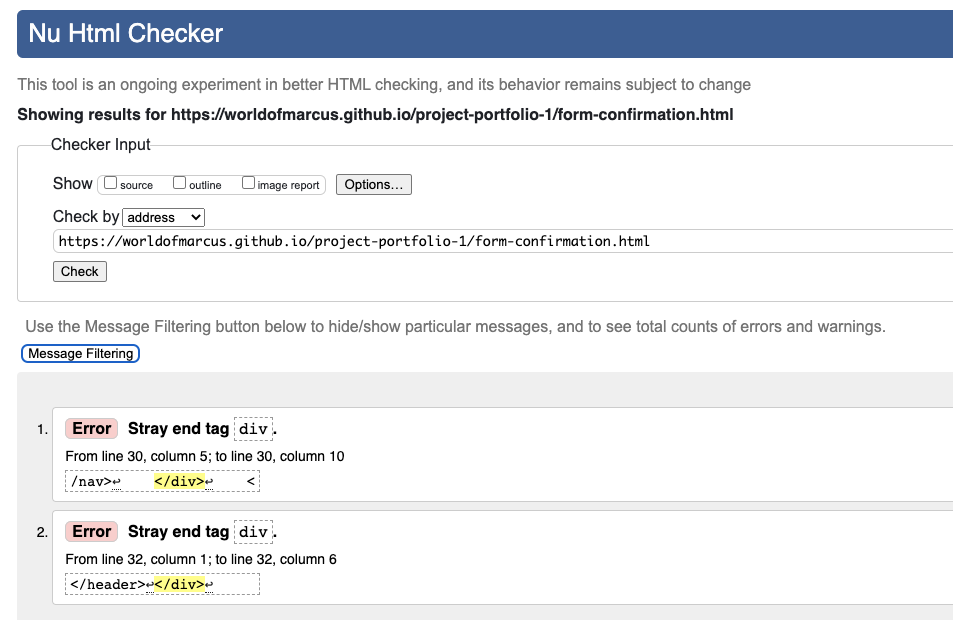 Nu Html Checker
This tool is an ongoing experiment in better HTML checking, and its behavior remains subject to change
Showing results for https://worldofmarcus.github.io/project-portfolio-1/form-confirmation.html
Checker Input
Show source outline image report Options...
Check by address
https://worldofmarcus.github.io/project-portfolio-1/form-confirmation.html
Check
Use the Message Filtering button below to hide/show particular messages, and to see total counts of errors and warnings.
Message Filtering
1. Error Stray end tag div.
From line 30, column 5; to line 30, column 10
/nav>↩    </div>↩    <
2. Error Stray end tag div.
From line 32, column 1; to line 32, column 6
</header>↩</div>↩